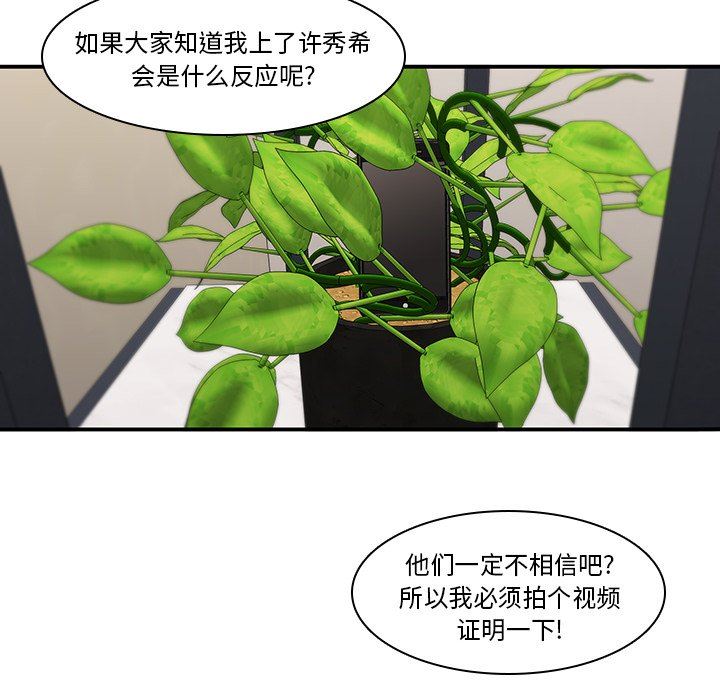 如果大家知道我上了许秀希
会是什么反应呢?
他们一定不相信吧?
所以我必须拍个视频
证明一下!